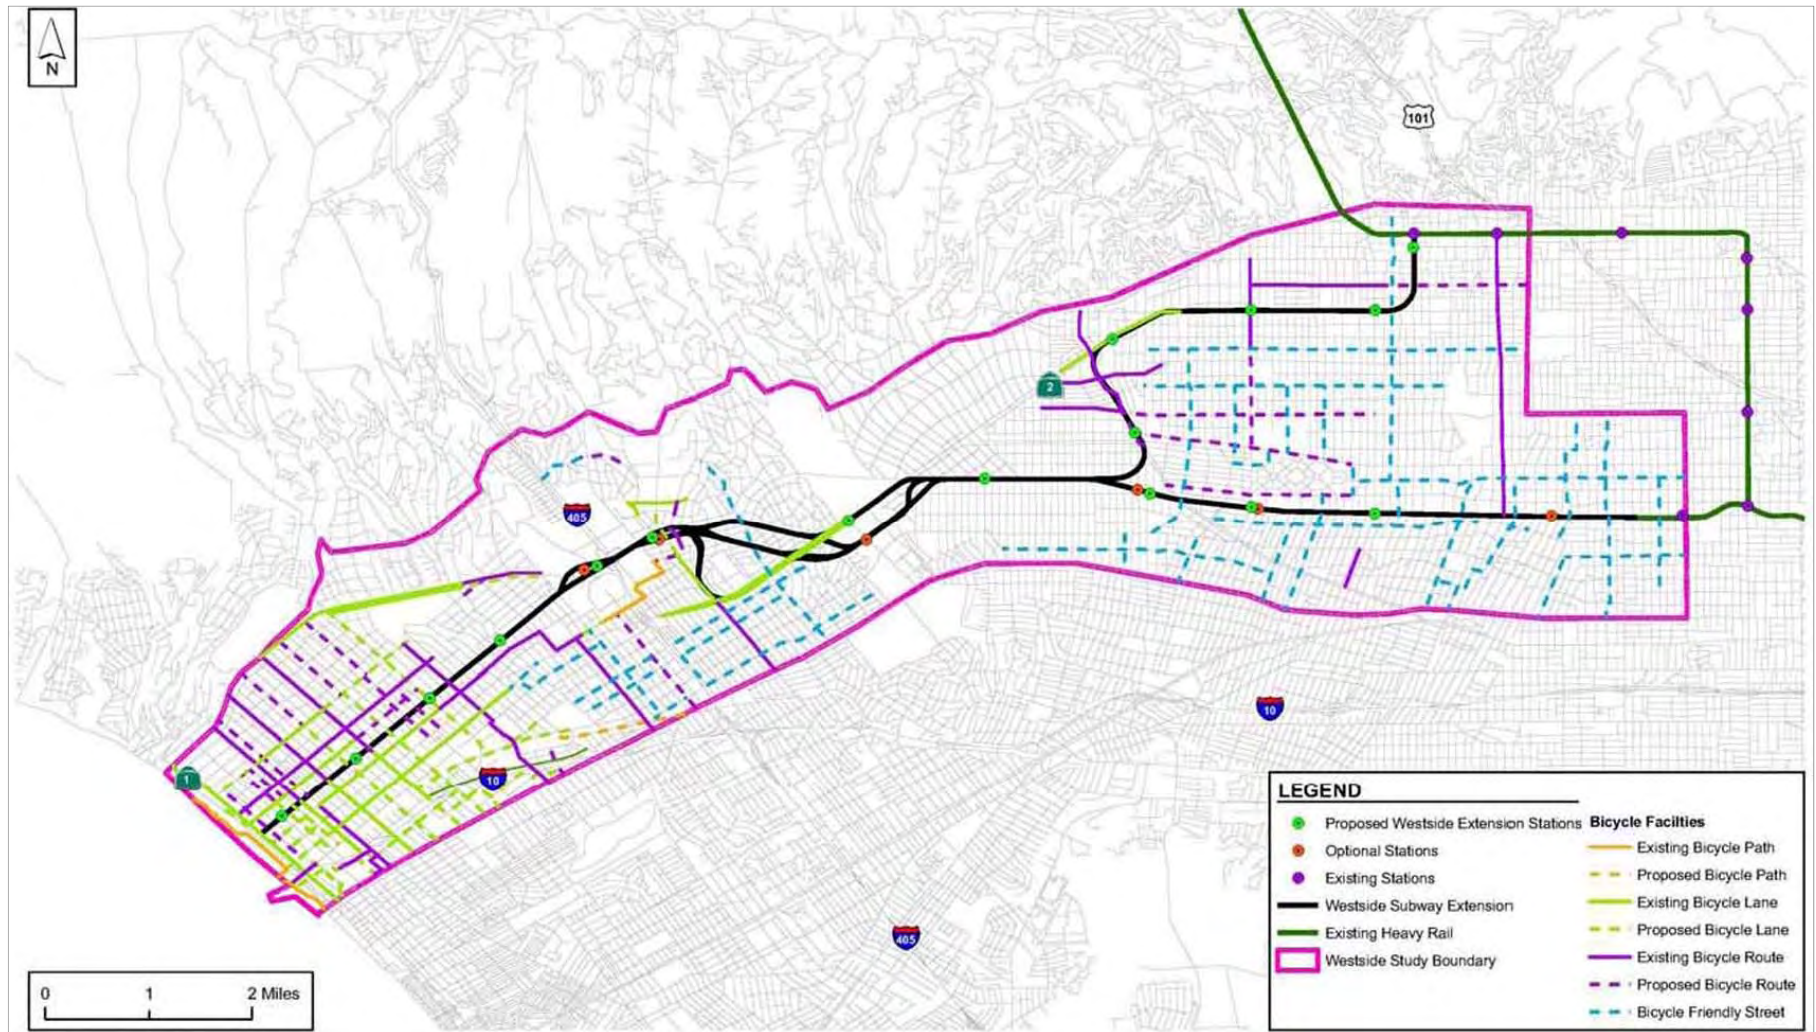 N
101
2
405
1
10
10
405
0 1 2 Miles
LEGEND
Proposed Westside Extension Stations
Optional Stations
Existing Stations
Westside Subway Extension
Existing Heavy Rail
Westside Study Boundary
Bicycle Facilties
Existing Bicycle Path
Proposed Bicycle Path
Existing Bicycle Lane
Proposed Bicycle Lane
Existing Bicycle Route
Proposed Bicycle Route
Bicycle Friendly Street